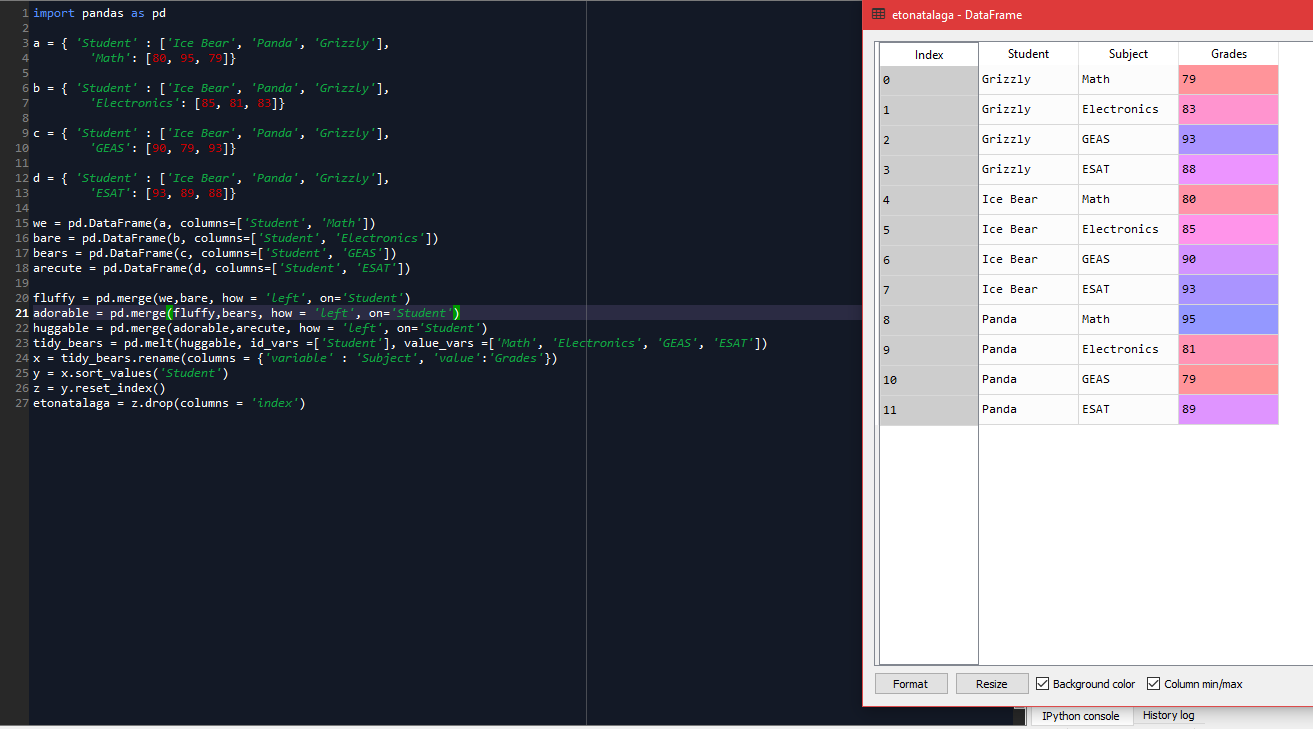 1 import pandas as pd
2
3 a = { 'Student' : ['Ice Bear', 'Panda', 'Grizzly'],
4 'Math': [80, 95, 79]}
5
6 b = { 'Student' : ['Ice Bear', 'Panda', 'Grizzly'],
7 'Electronics': [85, 81, 83]}
8
9 c = { 'Student' : ['Ice Bear', 'Panda', 'Grizzly'],
10 'GEAS': [90, 79, 93]}
11
12 d = { 'Student' : ['Ice Bear', 'Panda', 'Grizzly'],
13 'ESAT': [93, 89, 88]}
14
15 we = pd.DataFrame(a, columns=['Student', 'Math'])
16 bare = pd.DataFrame(b, columns=['Student', 'Electronics'])
17 bears = pd.DataFrame(c, columns=['Student', 'GEAS'])
18 arecute = pd.DataFrame(d, columns=['Student', 'ESAT'])
19
20 fluffy = pd.merge(we,bare, how = 'left', on='Student')
21 adorable = pd.merge(fluffy,bears, how = 'left', on='Student')
22 huggable = pd.merge(adorable,arecute, how = 'left', on='Student')
23 tidy_bears = pd.melt(huggable, id_vars =['Student'], value_vars =['Math', 'Electronics', 'GEAS', 'ESAT'])
24 x = tidy_bears.rename(columns = {'variable' : 'Subject', 'value':'Grades'})
25 y = x.sort_values('Student')
26 z = y.reset_index()
27 etonatalaga = z.drop(columns = 'index')
etonatalaga - DataFrame
Index Student Subject Grades
0 Grizzly Math 79
1 Grizzly Electronics 83
2 Grizzly GEAS 93
3 Grizzly ESAT 88
4 Ice Bear Math 80
5 Ice Bear Electronics 85
6 Ice Bear GEAS 90
7 Ice Bear ESAT 93
8 Panda Math 95
9 Panda Electronics 81
10 Panda GEAS 79
11 Panda ESAT 89
Format Resize Background color Column min/max
IPython console History log